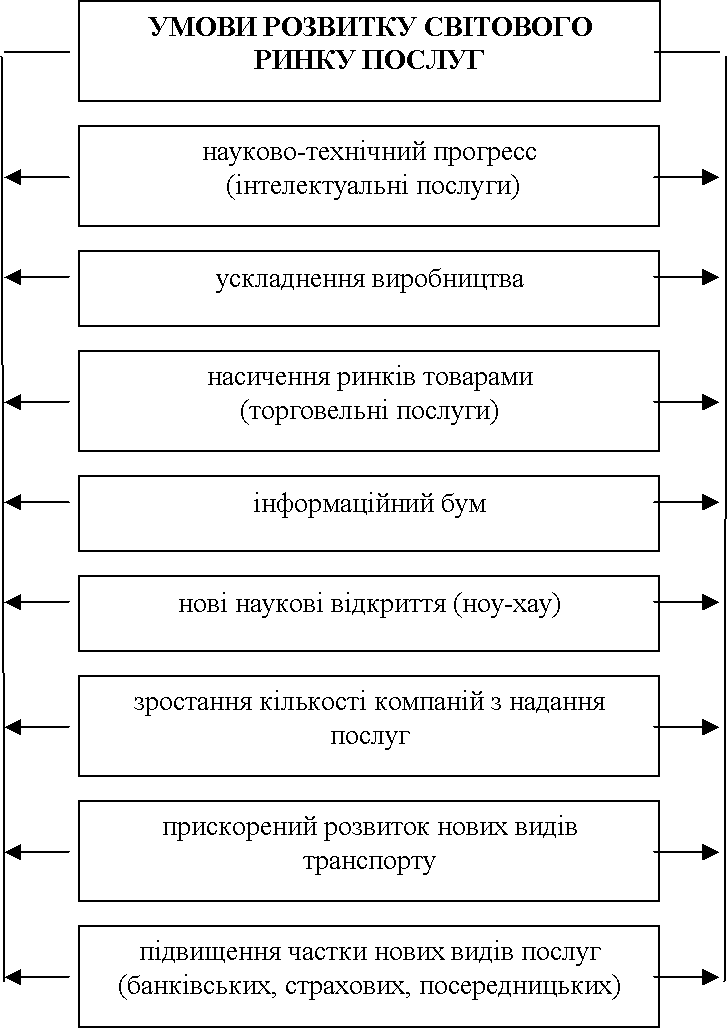 УМОВИ РОЗВИТКУ СВІТОВОГО
РИНКУ ПОСЛУГ
науково-технічний прогресс
(інтелектуальні послуги)
ускладнення виробництва
насичення ринків товарами
(торговельні послуги)
інформаційний бум
нові наукові відкриття (ноу-хау)
зростання кількості компаній з надання
послуг
прискорений розвиток нових видів
транспорту
підвищення частки нових видів послуг
(банківських, страхових, посередницьких)